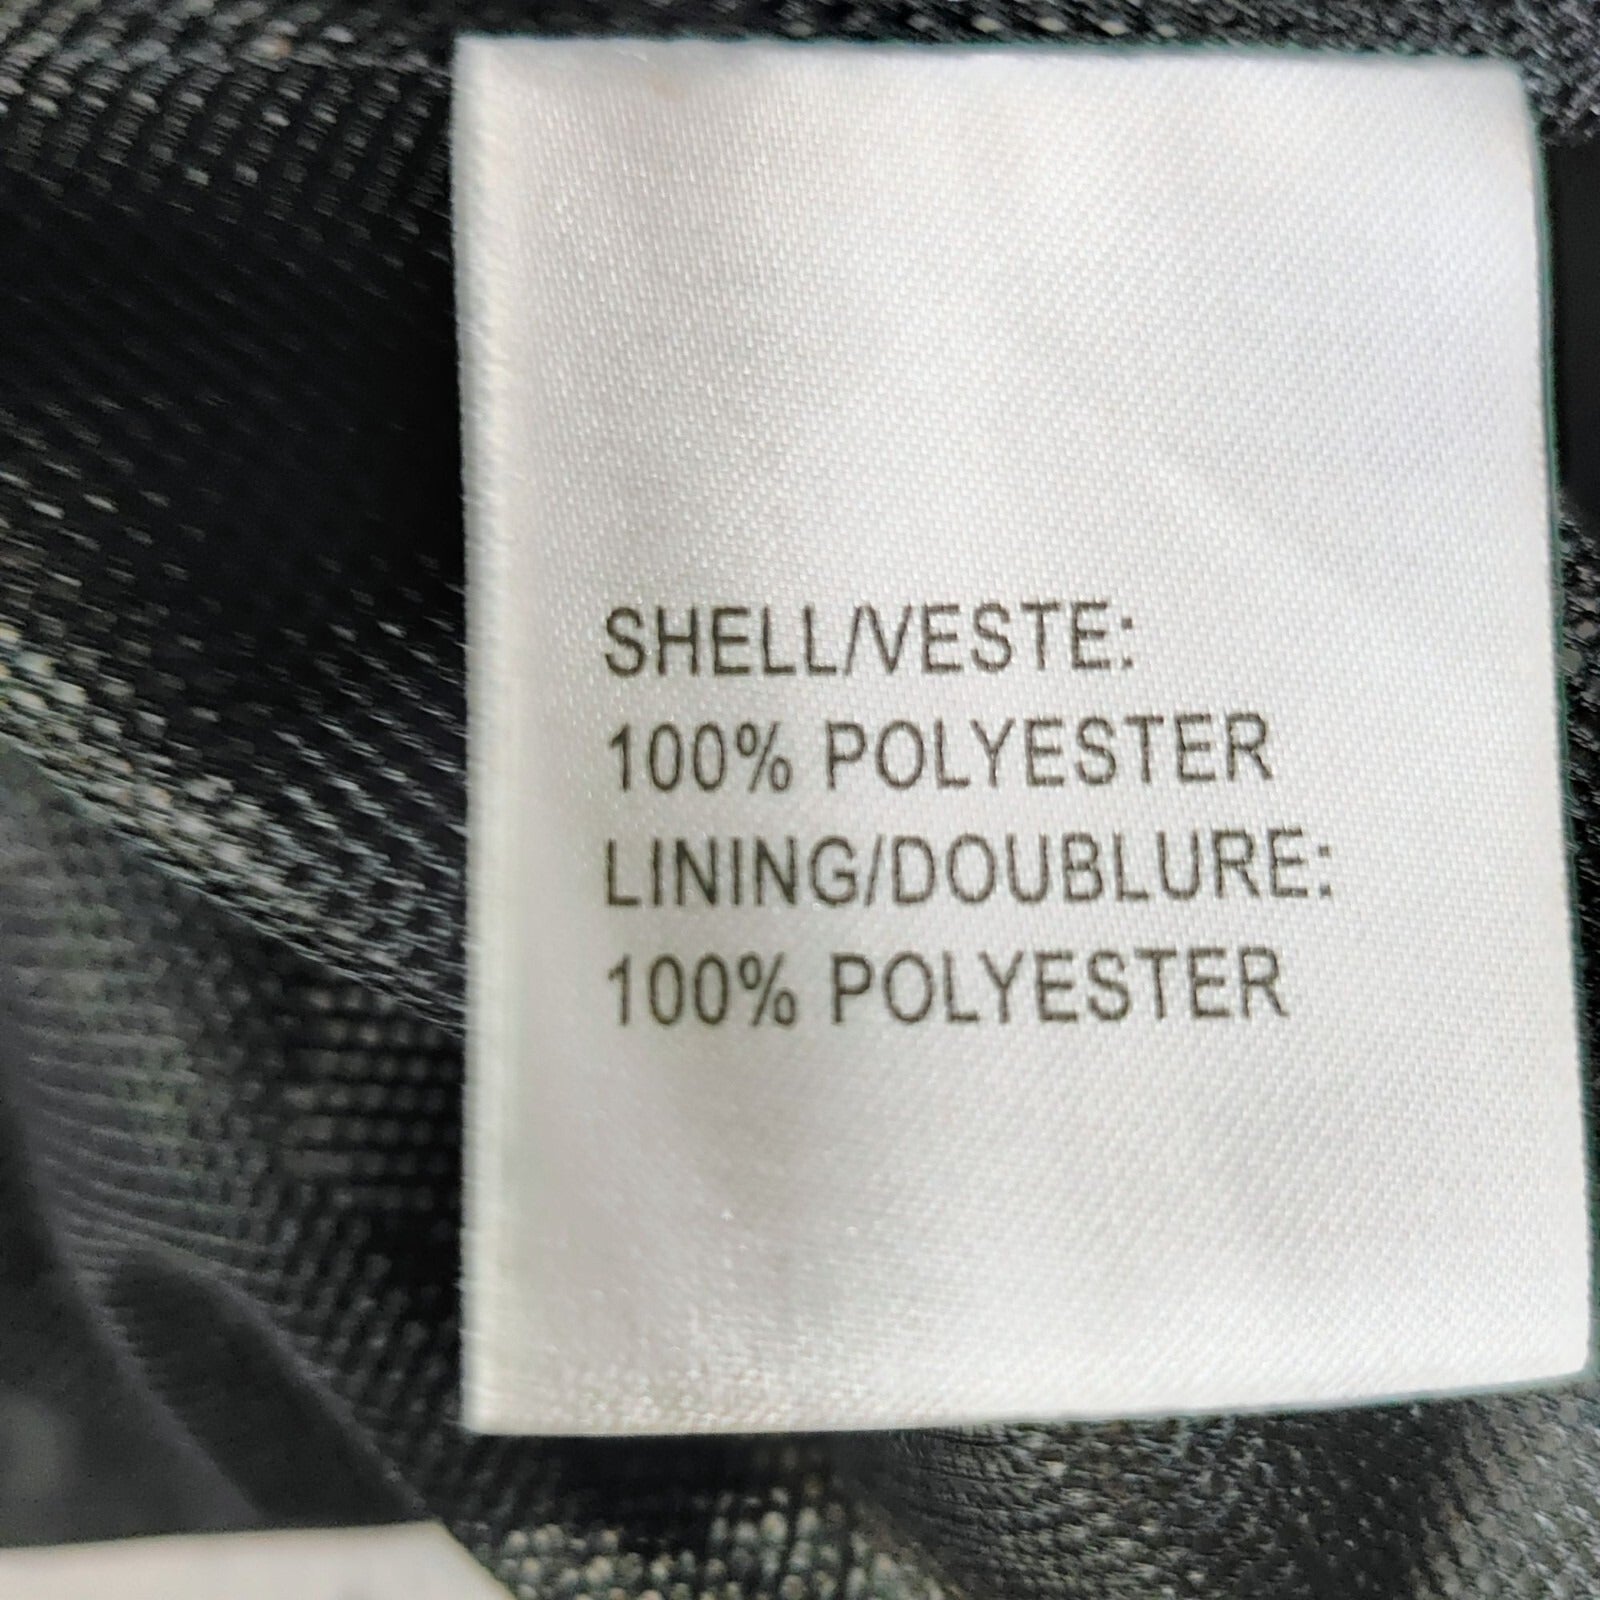 SHELL/VESTE:
100% POLYESTER
LINING/DOUBLURE:
100% POLYESTER